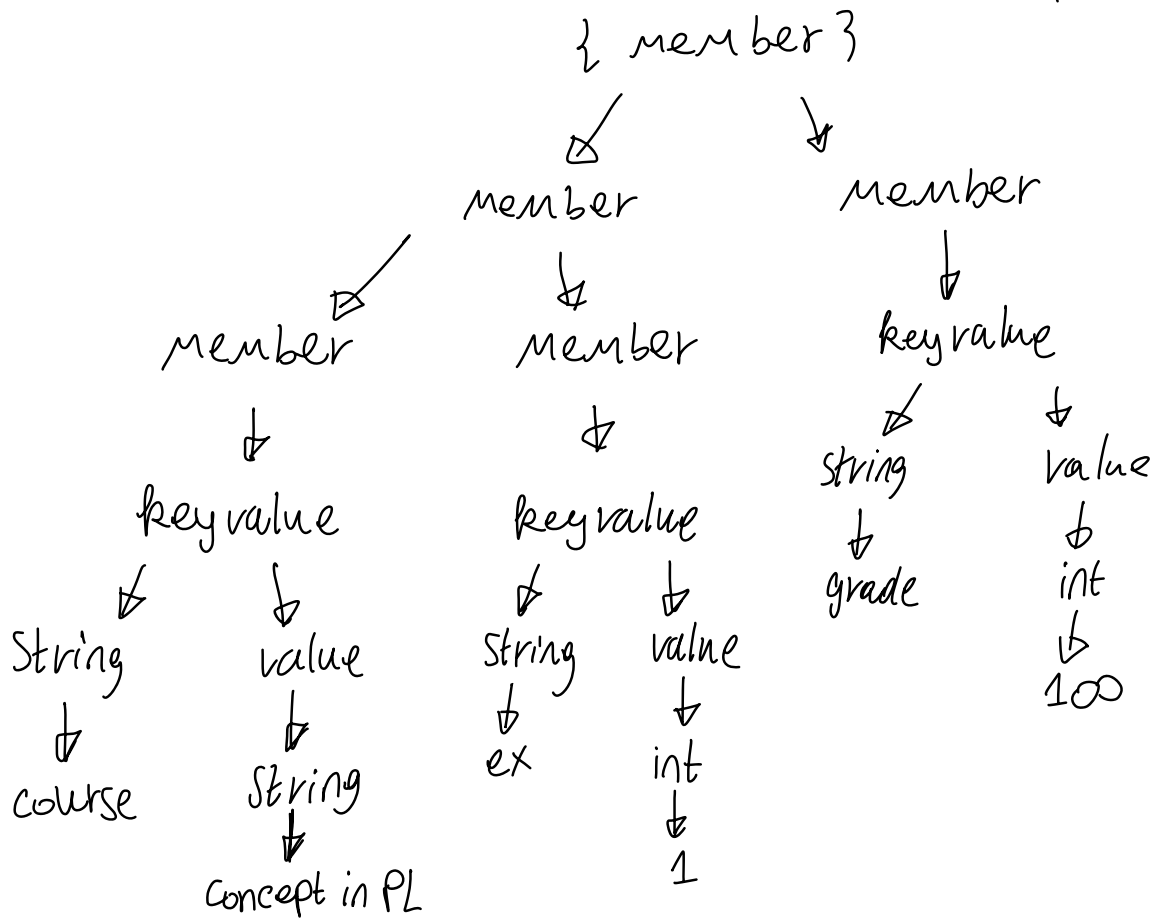 { member }
member member
member member keyvalue
string value
keyvalue keyvalue
grade int
String value string value
100
course String ex int
concept in PL 1